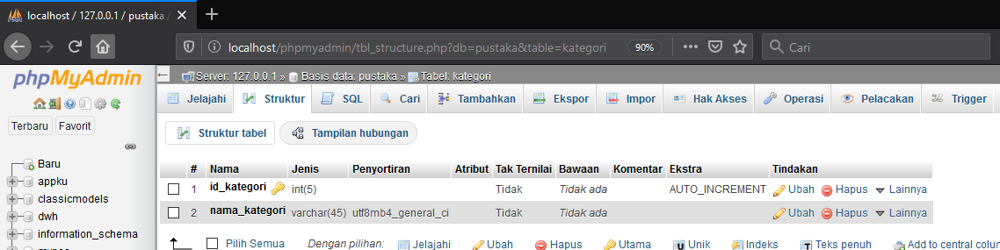 localhost / 127.0.0.1 / pustaka /
localhost/phpmyadmin/tbl_structure.php?db=pustaka&table=kategori 90% Cari
phpMyAdmin
Terbaru Favorit
Baru
appku
classicmodels
dwh
information_schema
Server: 127.0.0.1 » Basis data: pustaka » Tabel: kategori
Jelajahi Struktur SQL Cari Tambahkan Ekspor Impor Hak Akses Operasi Pelacakan Trigger
Struktur tabel Tampilan hubungan
# Nama Jenis Penyortiran Atribut Tak Ternilai Bawaan Komentar Ekstra Tindakan
1 id_kategori int(5) Tidak Tidak ada AUTO_INCREMENT Ubah Hapus Lainnya
2 nama_kategori varchar(45) utf8mb4_general_ci Tidak Tidak ada Ubah Hapus Lainnya
Pilih Semua Dengan pilihan: Jelajahi Ubah Hapus Utama Unik Indeks Teks penuh Add to central colum